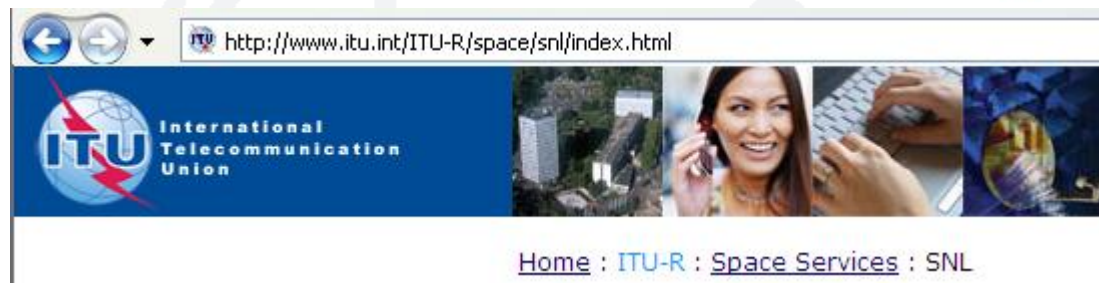 http://www.itu.int/ITU-R/space/snl/index.html
ITU
International
Telecommunication
Union
Home : ITU-R : Space Services : SNL